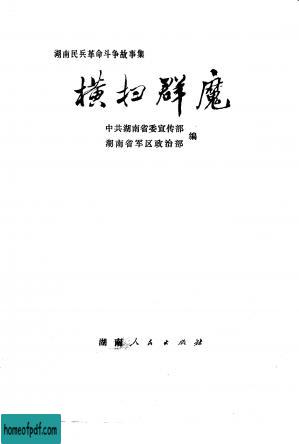 湖南民兵革命斗争故事集
横扫群魔
中共湖南省委宣传部
湖南省军区政治部
编
湖南人民出版社
homeofpdf.com